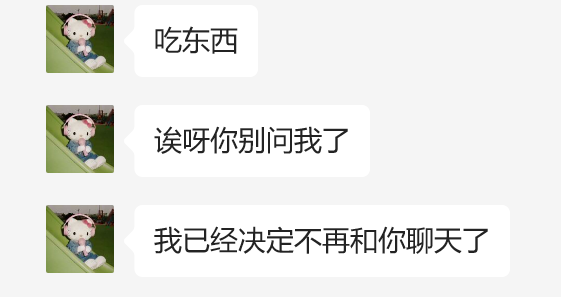 吃东西
诶呀你别问我了
我已经决定不再和你聊天了